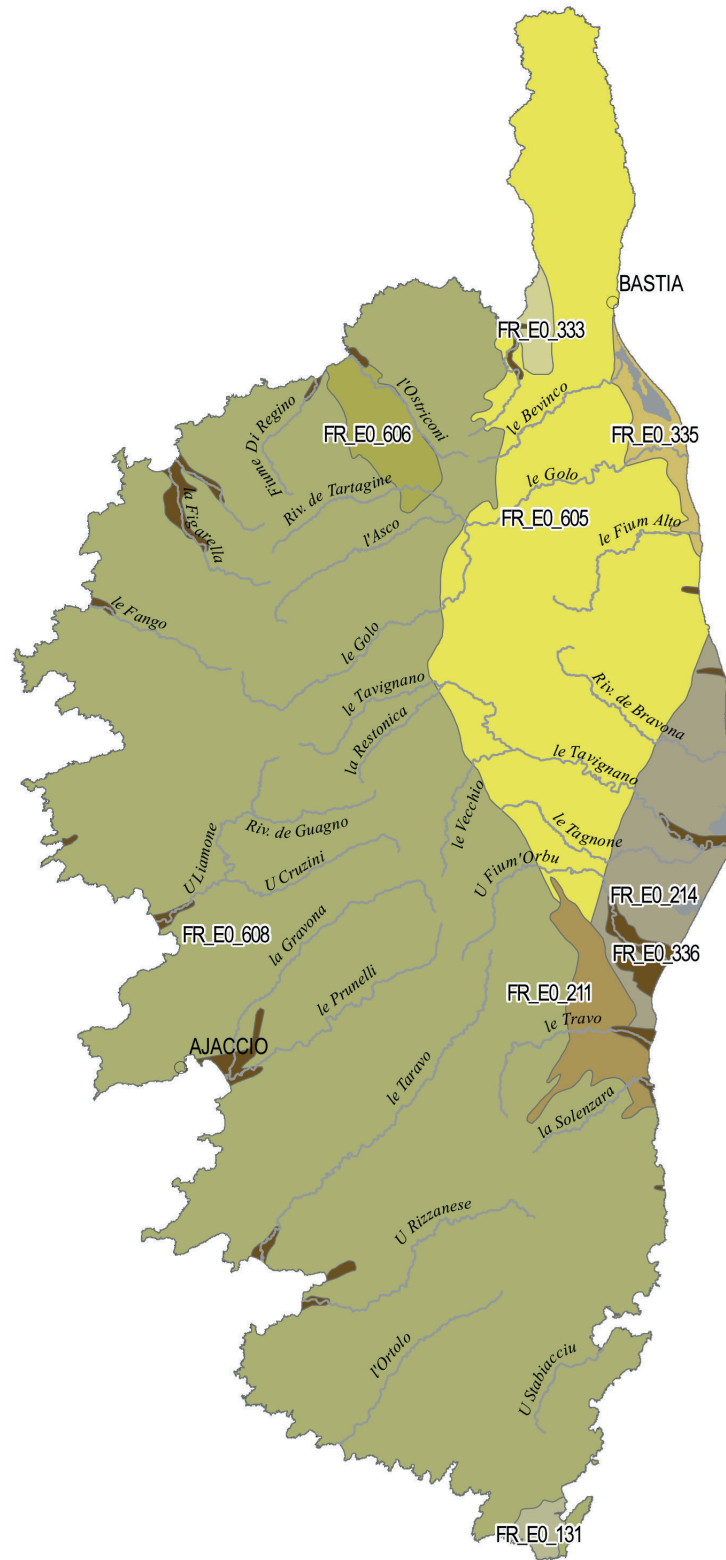 BASTIA
FR_E0_333
l'Ostriconi
le Bevinco
Fiume Di Regino
FR_E0_606
FR_E0_335
le Golo
Riv. de Tartagine
la Figarella
FR_E0_605
l'Asco
le Fium Alto
le Fango
le Golo
le Tavignano
Riv. de Bravona
la Restonica
le Tavignano
le Vecchio
Riv. de Guagno
le Tagnone
U Liamone
U Cruzini
U Fium'Orbu
FR_E0_214
FR_E0_608
la Gravona
FR_E0_336
le Prunelli
FR_E0_211
le Travo
AJACCIO
le Taravo
la Solenzara
U Rizzanese
l'Ortolo
U Stabiacciu
FR_E0_131